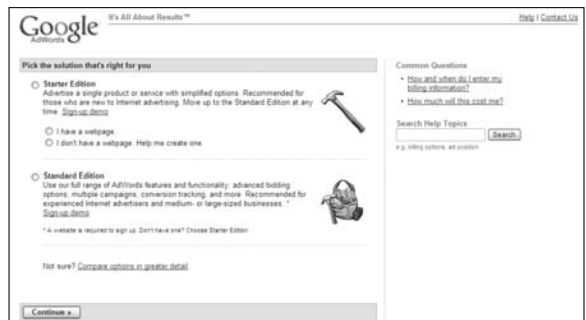 Google
AdWords
It's All About Results™
Help | Contact Us
Pick the solution that's right for you
Starter Edition
Advertise a single product or service with simplified options. Recommended for
those who are new to Internet advertising. Move up to the Standard Edition at any
time. Sign-up demo
I have a webpage.
I don't have a webpage. Help me create one.
Standard Edition
Use our full range of AdWords features and functionality: advanced bidding
options, multiple campaigns, conversion tracking, and more. Recommended for
experienced Internet advertisers and medium- or large-sized businesses. *
Sign-up demo
* A website is required to sign up. Don't have one? Choose Starter Edition.
Not sure? Compare options in greater detail
Continue »
Common Questions
How and when do I enter my
billing information?
How much will this cost me?
Search Help Topics
Search
e.g. billing options, ad position